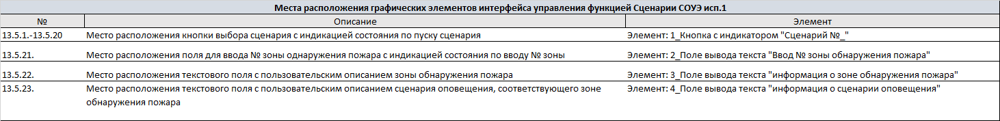 Места расположения графических элементов интерфейса управления функцией Сценарии СОУЭ исп.1
№ Описание Элемент
13.5.1.-13.5.20 Место расположения кнопки выбора сценария с индикацией состояния по пуску сценария Элемент: 1_Кнопка с индикатором "Сценарий №_"
13.5.21. Место расположения поля для ввода № зоны однаружения пожара с индикацией состояния по вводу № зоны Элемент: 2_Поле вывода текста "Ввод № зоны обнаружения пожара"
13.5.22. Место расположения текстового поля с пользовательским описанием зоны обнаружения пожара Элемент: 3_Поле вывода текста "информация о зоне обнаружения пожара"
13.5.23. Место расположения текстового поля с пользовательским описанием сценария оповещения, соответствующего зоне Элемент: 4_Поле вывода текста "информация о сценарии оповещения"
обнаружения пожара